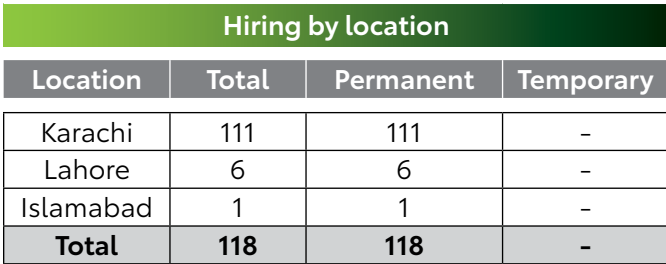 Hiring by location
Location Total Permanent Temporary
Karachi 111 111 -
Lahore 6 6 -
Islamabad 1 1 -
Total 118 118 -